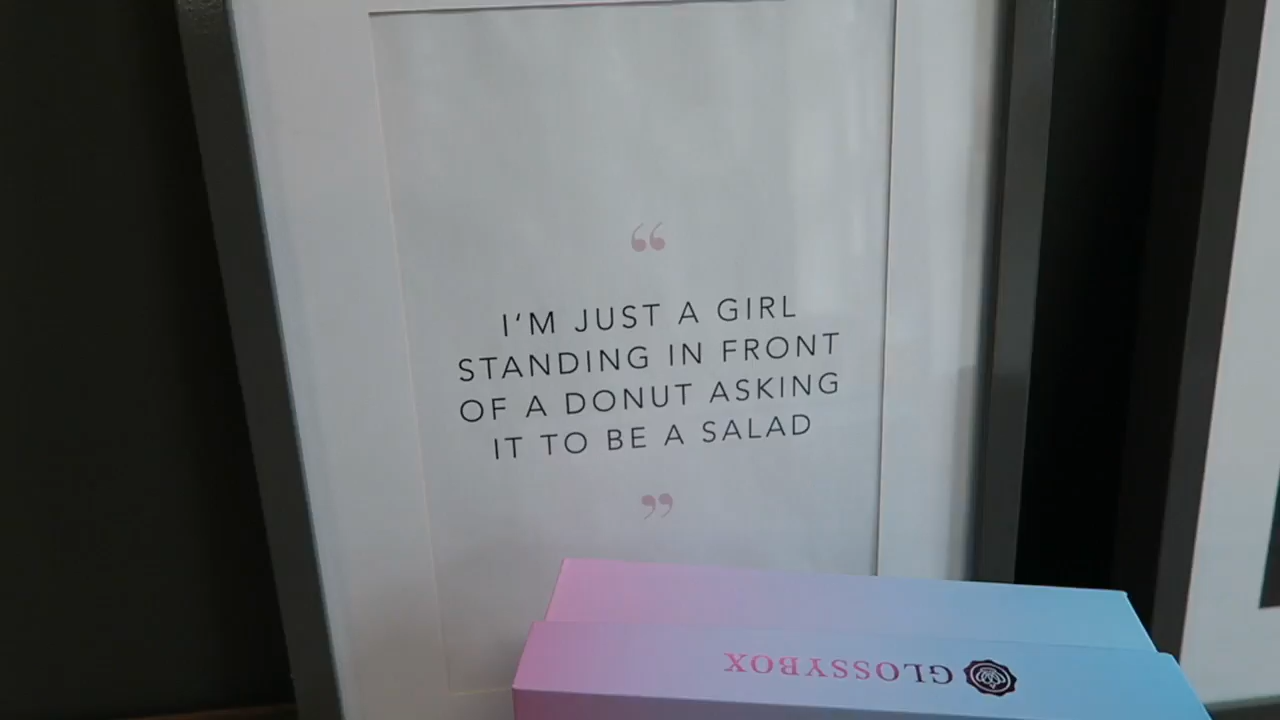 “
I'M JUST A GIRL
STANDING IN FRONT
OF A DONUT ASKING
IT TO BE A SALAD
”
GLOSSYBOX